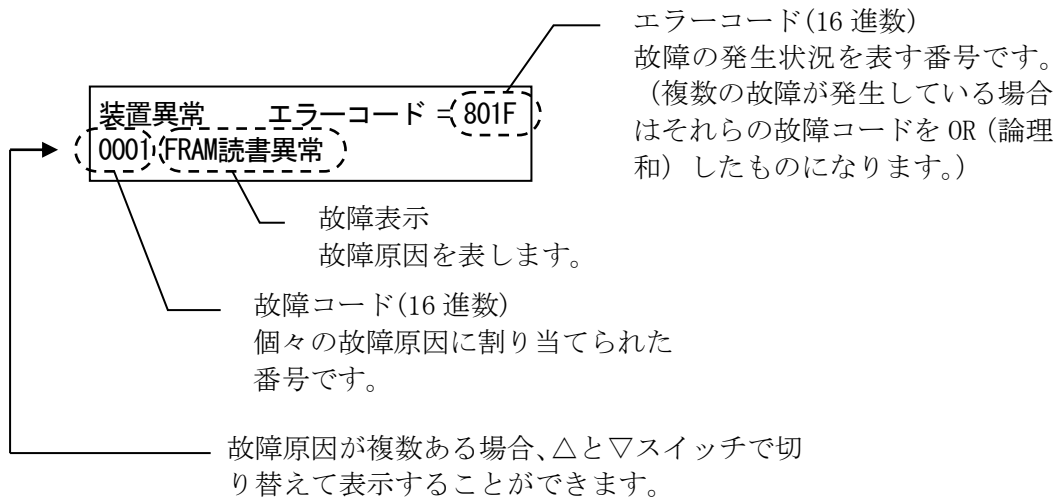 エラーコード(16 進数)
故障の発生状況を表す番号です。
（複数の故障が発生している場合
はそれらの故障コードを OR（論理
和）したものになります。）
装置異常　　エラーコード = 801F
0001 FRAM読書異常
故障表示
故障原因を表します。
故障コード(16 進数)
個々の故障原因に割り当てられた
番号です。
故障原因が複数ある場合、△と▽スイッチで切
り替えて表示することができます。